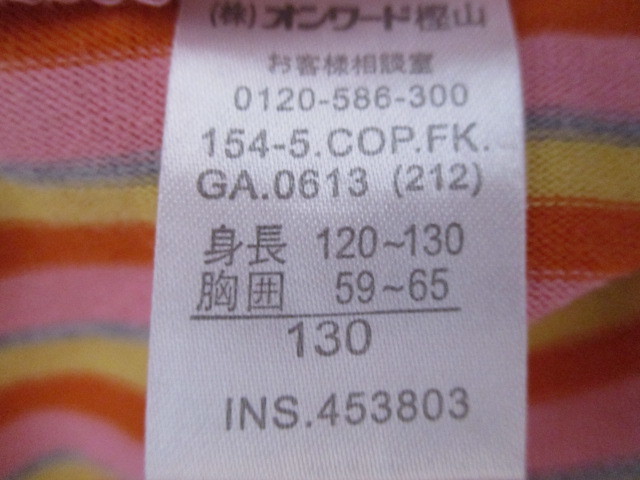 (株)オンワード樫山
お客様相談室
0120-586-300
154-5.COP.FK.
GA.0613 (212)
身長 120~130
胸囲 59~65
130
INS.453803